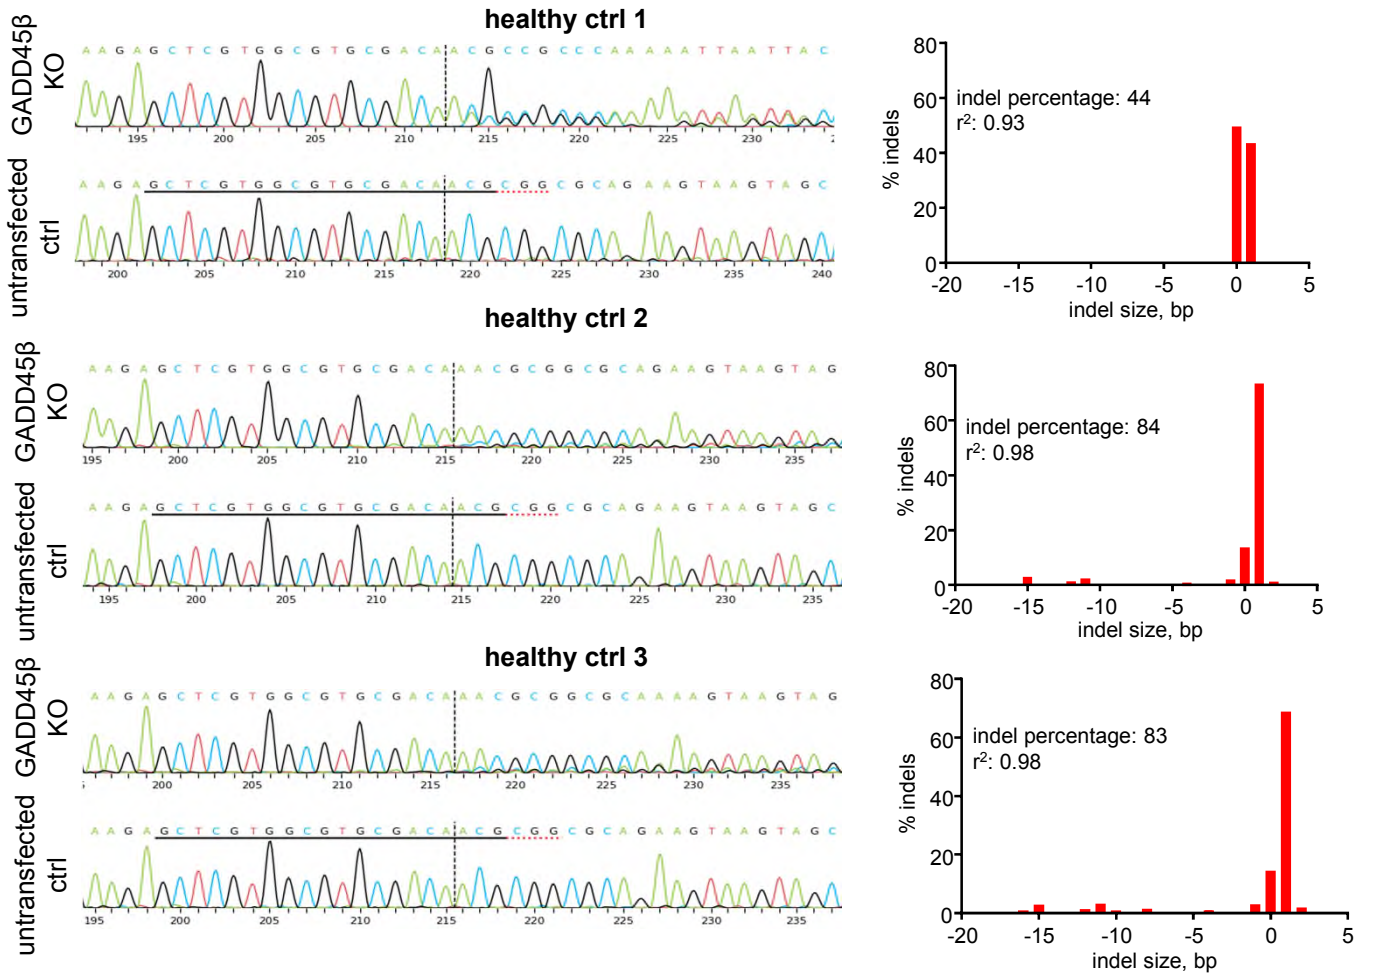 healthy ctrl 1
GADD45β
KO
A A G A G C T C G T G G C G T G C G A C A A C G C C G C C C A A A A A T T A A T T A C
195 200 205 210 215 220 225 230
untransfected
ctrl
A A G A G C T C G T G G C G T G C G A C A A C G C G G C G C A G A A G T A A G T A G C
200 205 210 215 220 225 230 235 240
% indels
80
60
40
20
0
indel percentage: 44
r²: 0.93
-20 -15 -10 -5 0 5
indel size, bp
healthy ctrl 2
GADD45β
KO
A A G A G C T C G T G G C G T G C G A C A A A C G C G G C G C A G A A G T A A G T A G
195 200 205 210 215 220 225 230 235
untransfected
ctrl
A A G A G C T C G T G G C G T G C G A C A A C G C G G C G C A G A A G T A A G T A G C
195 200 205 210 215 220 225 230 235
% indels
80
60
40
20
0
indel percentage: 84
r²: 0.98
-20 -15 -10 -5 0 5
indel size, bp
healthy ctrl 3
GADD45β
KO
A A G A G C T C G T G G C G T G C G A C A A A C G C G G C G C A A A A G T A A G T A G
200 205 210 215 220 225 230 235
untransfected
ctrl
A A G A G C T C G T G G C G T G C G A C A A C G C G G C G C A G A A G T A A G T A G C
195 200 205 210 215 220 225 230 235
% indels
80
60
40
20
0
indel percentage: 83
r²: 0.98
-20 -15 -10 -5 0 5
indel size, bp